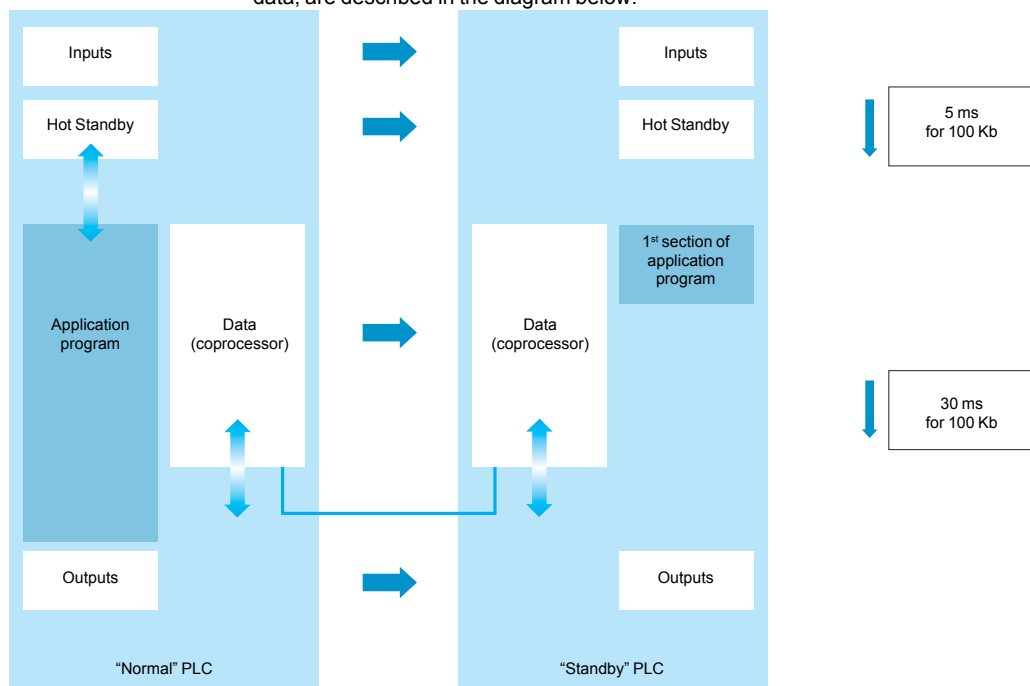 data, are described in the diagram below.
Inputs
Inputs
Hot Standby
Hot Standby
5 ms
for 100 Kb
Application
program
Data
(coprocessor)
Data
(coprocessor)
1st section of
application
program
30 ms
for 100 Kb
Outputs
Outputs
“Normal” PLC
“Standby” PLC